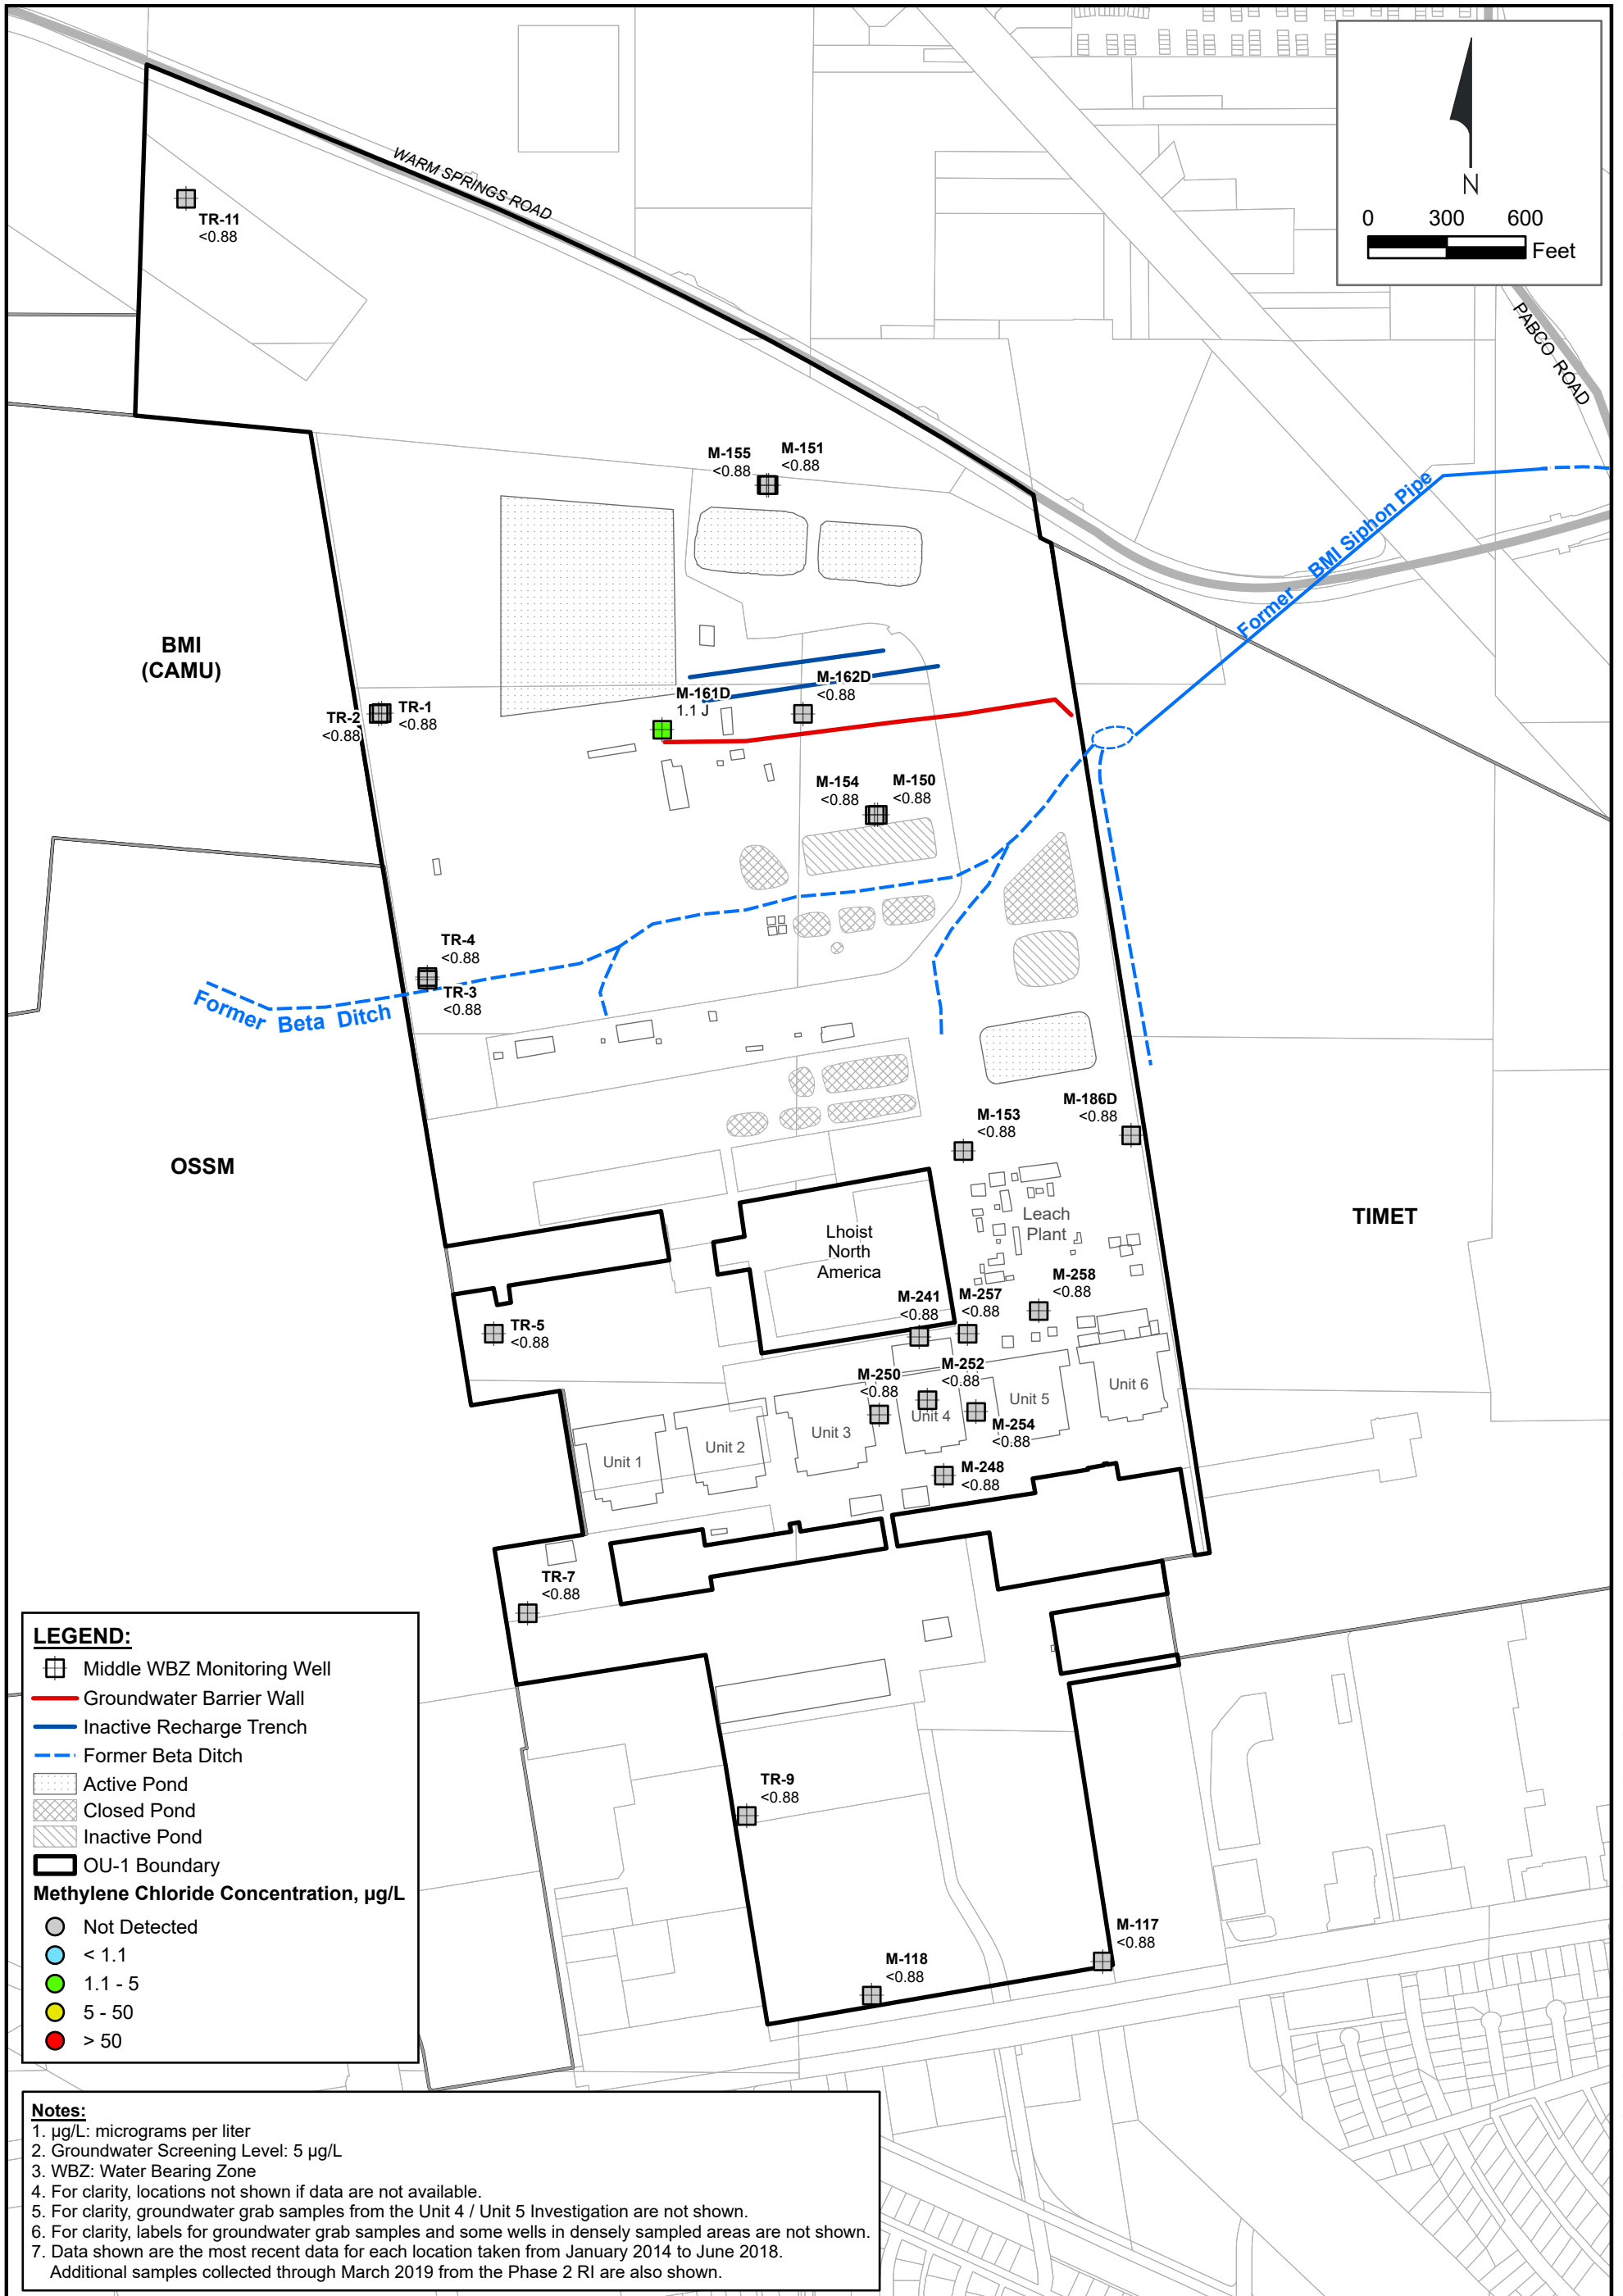 WARM SPRINGS ROAD
N
0 300 600
Feet
PABCO ROAD
TR-11
<0.88
M-155
<0.88
M-151
<0.88
Former BMI Siphon Pipe
BMI
(CAMU)
M-161D
1.1 J
M-162D
<0.88
TR-2
<0.88
TR-1
<0.88
M-154
<0.88
M-150
<0.88
TR-4
<0.88
TR-3
<0.88
Former Beta Ditch
OSSM
M-153
<0.88
M-186D
<0.88
TIMET
Leach
Plant
Lhoist
North
America
M-241
<0.88
M-257
<0.88
M-258
<0.88
TR-5
<0.88
M-250
<0.88
M-252
<0.88
M-254
<0.88
Unit 1
Unit 2
Unit 3
Unit 4
Unit 5
Unit 6
M-248
<0.88
TR-7
<0.88
TR-9
<0.88
M-118
<0.88
M-117
<0.88
LEGEND:
Middle WBZ Monitoring Well
Groundwater Barrier Wall
Inactive Recharge Trench
Former Beta Ditch
Active Pond
Closed Pond
Inactive Pond
OU-1 Boundary
Methylene Chloride Concentration, µg/L
Not Detected
< 1.1
1.1 - 5
5 - 50
> 50
Notes:
1. µg/L: micrograms per liter
2. Groundwater Screening Level: 5 µg/L
3. WBZ: Water Bearing Zone
4. For clarity, locations not shown if data are not available.
5. For clarity, groundwater grab samples from the Unit 4 / Unit 5 Investigation are not shown.
6. For clarity, labels for groundwater grab samples and some wells in densely sampled areas are not shown.
7. Data shown are the most recent data for each location taken from January 2014 to June 2018.
Additional samples collected through March 2019 from the Phase 2 RI are also shown.